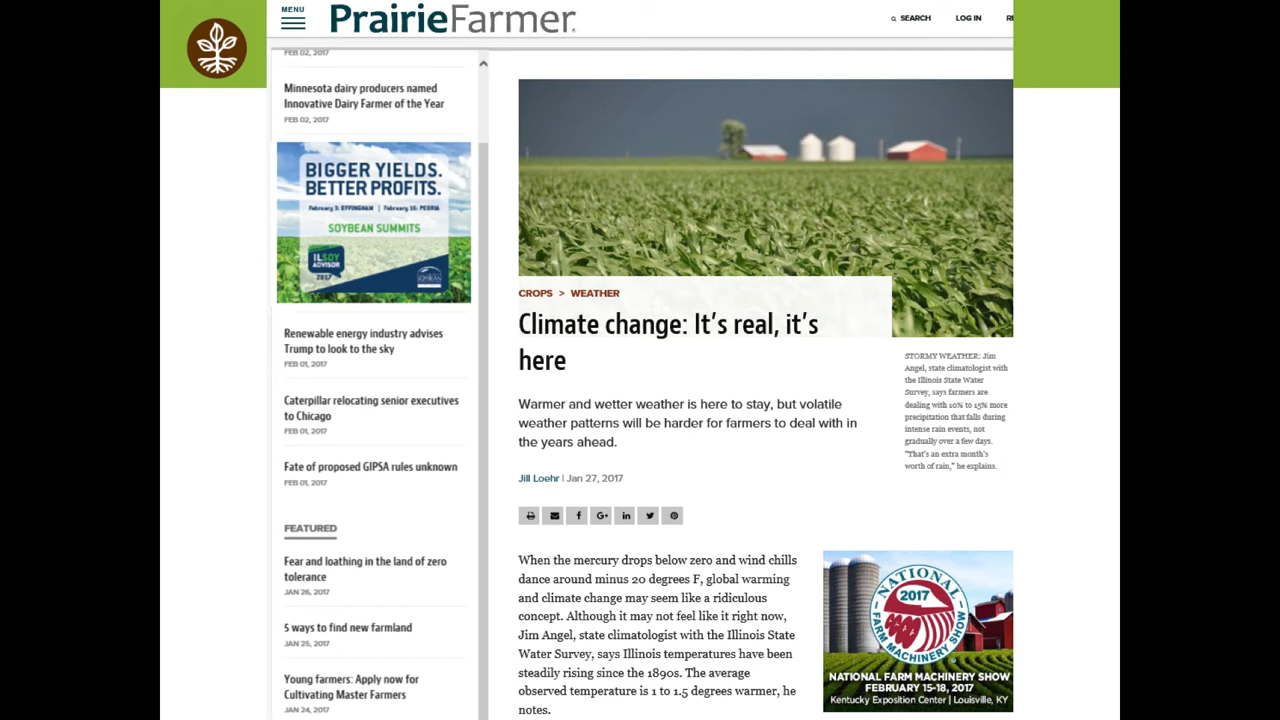 MENU
PrairieFarmer
SEARCH
LOG IN
FEB 02, 2017
Minnesota dairy producers named
Innovative Dairy Farmer of the Year
FEB 02, 2017
BIGGER YIELDS.
BETTER PROFITS.
February 3: EFFINGHAM | February 16: PEORIA
SOYBEAN SUMMITS
ILSOY
ADVISOR
2017
Renewable energy industry advises
Trump to look to the sky
FEB 01, 2017
Caterpillar relocating senior executives
to Chicago
FEB 01, 2017
Fate of proposed GIPSA rules unknown
FEB 01, 2017
FEATURED
Fear and loathing in the land of zero
tolerance
JAN 26, 2017
5 ways to find new farmland
JAN 25, 2017
Young farmers: Apply now for
Cultivating Master Farmers
JAN 24, 2017
CROPS > WEATHER
Climate change: It's real, it's
here
Warmer and wetter weather is here to stay, but volatile
weather patterns will be harder for farmers to deal with in
the years ahead.
Jill Loehr | Jan 27, 2017
STORMY WEATHER: Jim
Angel, state climatologist with
the Illinois State Water
Survey, says farmers are
dealing with 10% to 15% more
precipitation that falls during
intense rain events, not
gradually over a few days.
"That's an extra month's
worth of rain," he explains.
When the mercury drops below zero and wind chills
dance around minus 20 degrees F, global warming
and climate change may seem like a ridiculous
concept. Although it may not feel like it right now,
Jim Angel, state climatologist with the Illinois State
Water Survey, says Illinois temperatures have been
steadily rising since the 1890s. The average
observed temperature is 1 to 1.5 degrees warmer, he
notes.
NATIONAL
2017
FARM MACHINERY SHOW
NATIONAL FARM MACHINERY SHOW
FEBRUARY 15-18, 2017
Kentucky Exposition Center | Louisville, KY